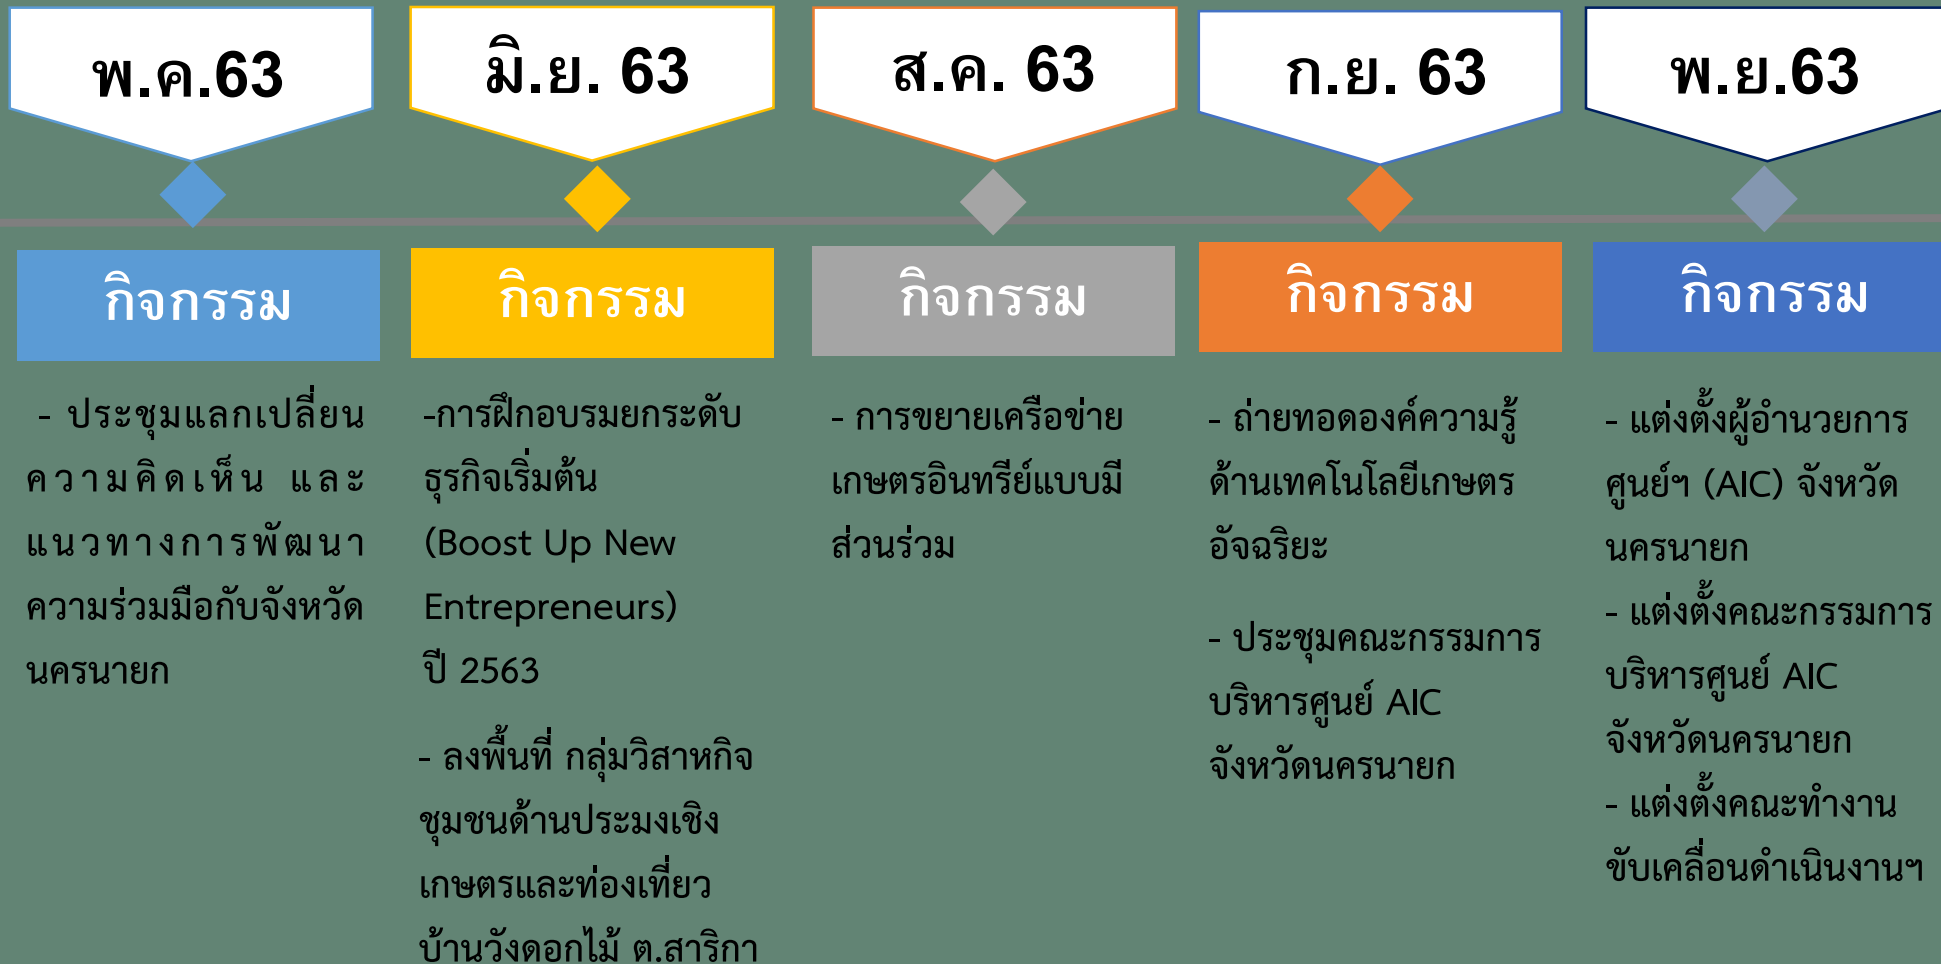 พ.ค.63
มิ.ย. 63
ส.ค. 63
ก.ย. 63
พ.ย.63
กิจกรรม
กิจกรรม
กิจกรรม
กิจกรรม
กิจกรรม
- ประชุมแลกเปลี่ยน
ความคิดเห็น และ
แนวทางการพัฒนา
ความร่วมมือกับจังหวัด
นครนายก
-การฝึกอบรมยกระดับ
ธุรกิจเริ่มต้น
(Boost Up New
Entrepreneurs)
ปี 2563
- ลงพื้นที่ กลุ่มวิสาหกิจ
ชุมชนด้านประมงเชิง
เกษตรและท่องเที่ยว
บ้านวังดอกไม้ ต.สาริกา
- การขยายเครือข่าย
เกษตรอินทรีย์แบบมี
ส่วนร่วม
- ถ่ายทอดองค์ความรู้
ด้านเทคโนโลยีเกษตร
อัจฉริยะ
- ประชุมคณะกรรมการ
บริหารศูนย์ AIC
จังหวัดนครนายก
- แต่งตั้งผู้อำนวยการ
ศูนย์ฯ (AIC) จังหวัด
นครนายก
- แต่งตั้งคณะกรรมการ
บริหารศูนย์ AIC
จังหวัดนครนายก
- แต่งตั้งคณะทำงาน
ขับเคลื่อนดำเนินงานฯ